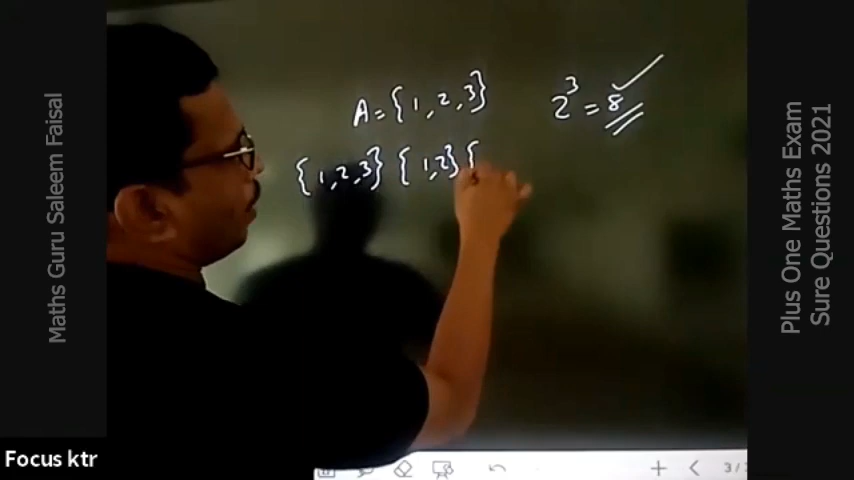 Maths Guru Saleem Faisal
A = {1, 2, 3}
2³ = 8
{1, 2, 3} {1, 2} {
Plus One Maths Exam
Sure Questions 2021
Focus ktr
3/